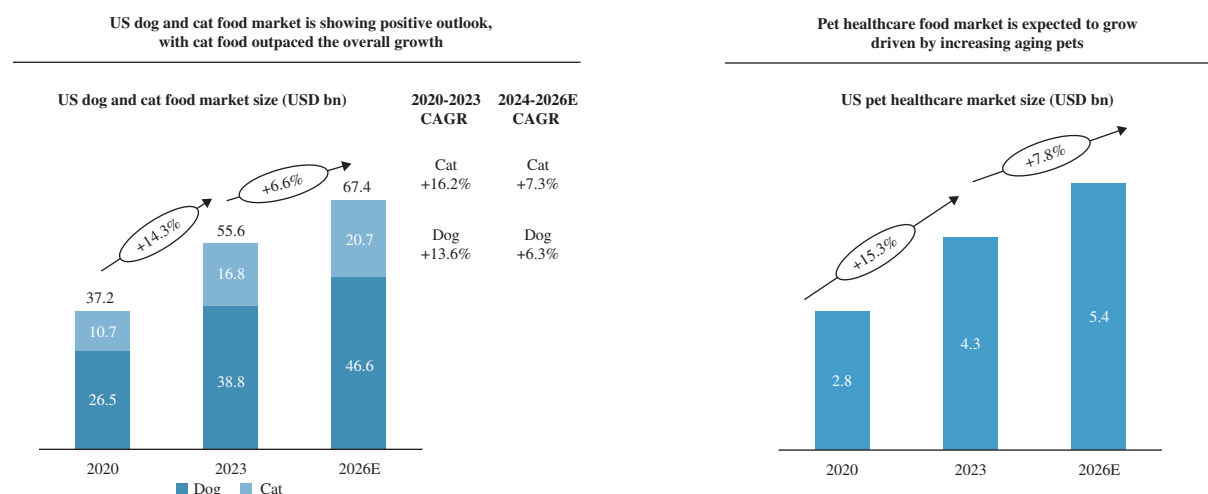 US dog and cat food market is showing positive outlook,
with cat food outpaced the overall growth
US dog and cat food market size (USD bn)
2020-2023
CAGR
2024-2026E
CAGR
Cat
+16.2%
Cat
+7.3%
Dog
+13.6%
Dog
+6.3%
+14.3%
+6.6%
37.2
10.7
26.5
55.6
16.8
38.8
67.4
20.7
46.6
2020
2023
2026E
Dog
Cat
Pet healthcare food market is expected to grow
driven by increasing aging pets
US pet healthcare market size (USD bn)
+15.3%
+7.8%
2.8
4.3
5.4
2020
2023
2026E